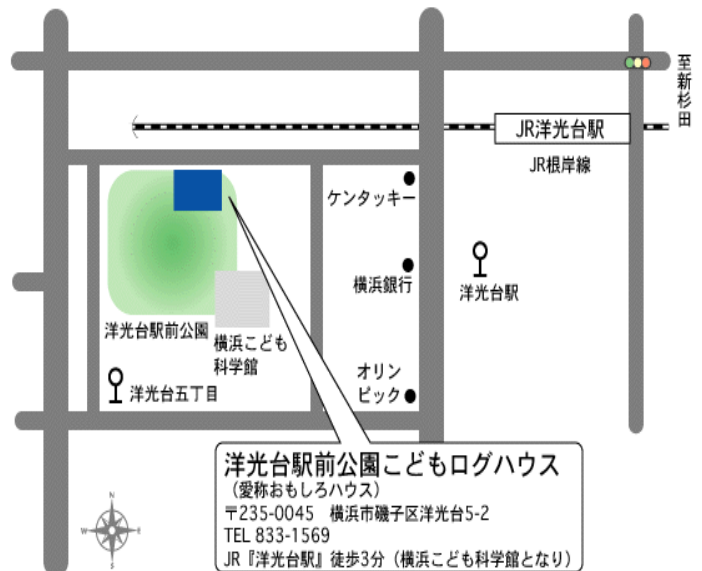 至新杉田
JR洋光台駅
JR根岸線
ケンタッキー
横浜銀行
洋光台駅
洋光台駅前公園
横浜こども
科学館
オリン
ピック
洋光台五丁目
洋光台駅前公園こどもログハウス
（愛称おもしろハウス）
〒235-0045　横浜市磯子区洋光台5-2
TEL 833-1569
JR『洋光台駅』徒歩3分（横浜こども科学館となり）
N
W
E
S